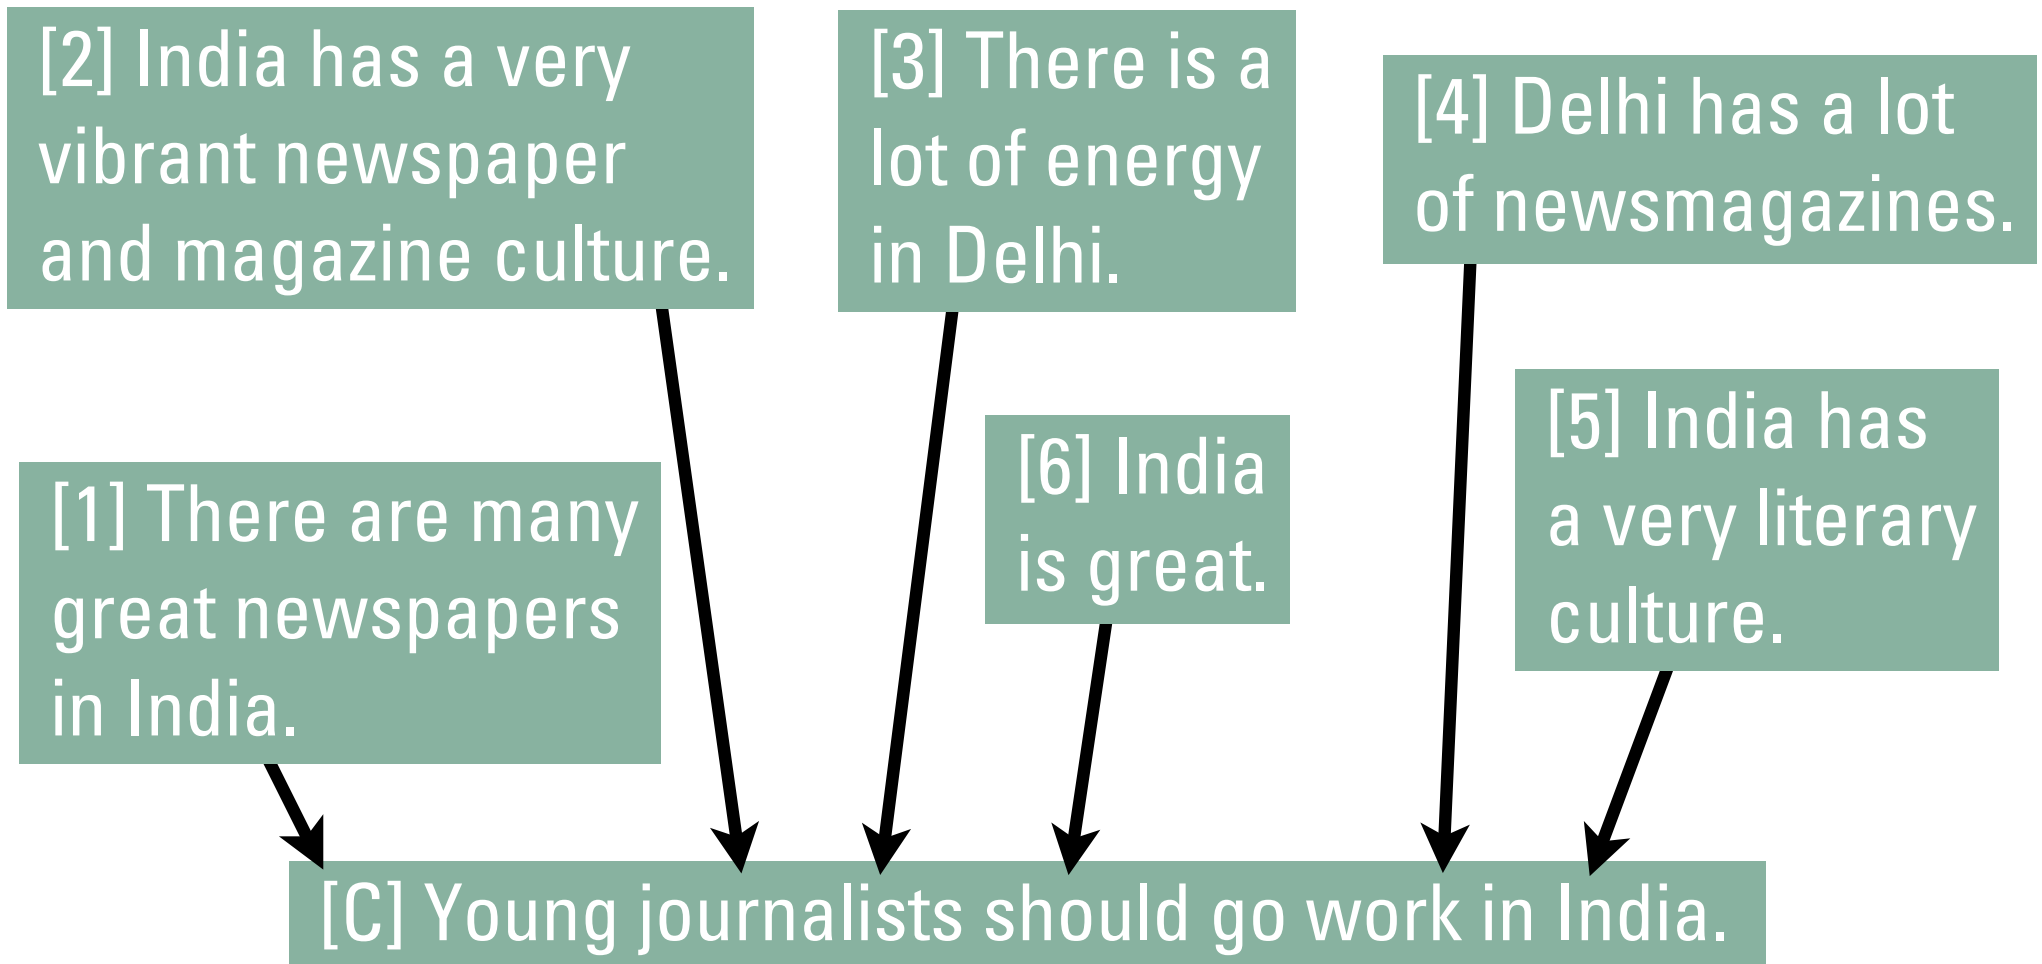 [2] India has a very
vibrant newspaper
and magazine culture.
[3] There is a
lot of energy
in Delhi.
[4] Delhi has a lot
of newsmagazines.
[1] There are many
great newspapers
in India.
[6] India
is great.
[5] India has
a very literary
culture.
[C] Young journalists should go work in India.